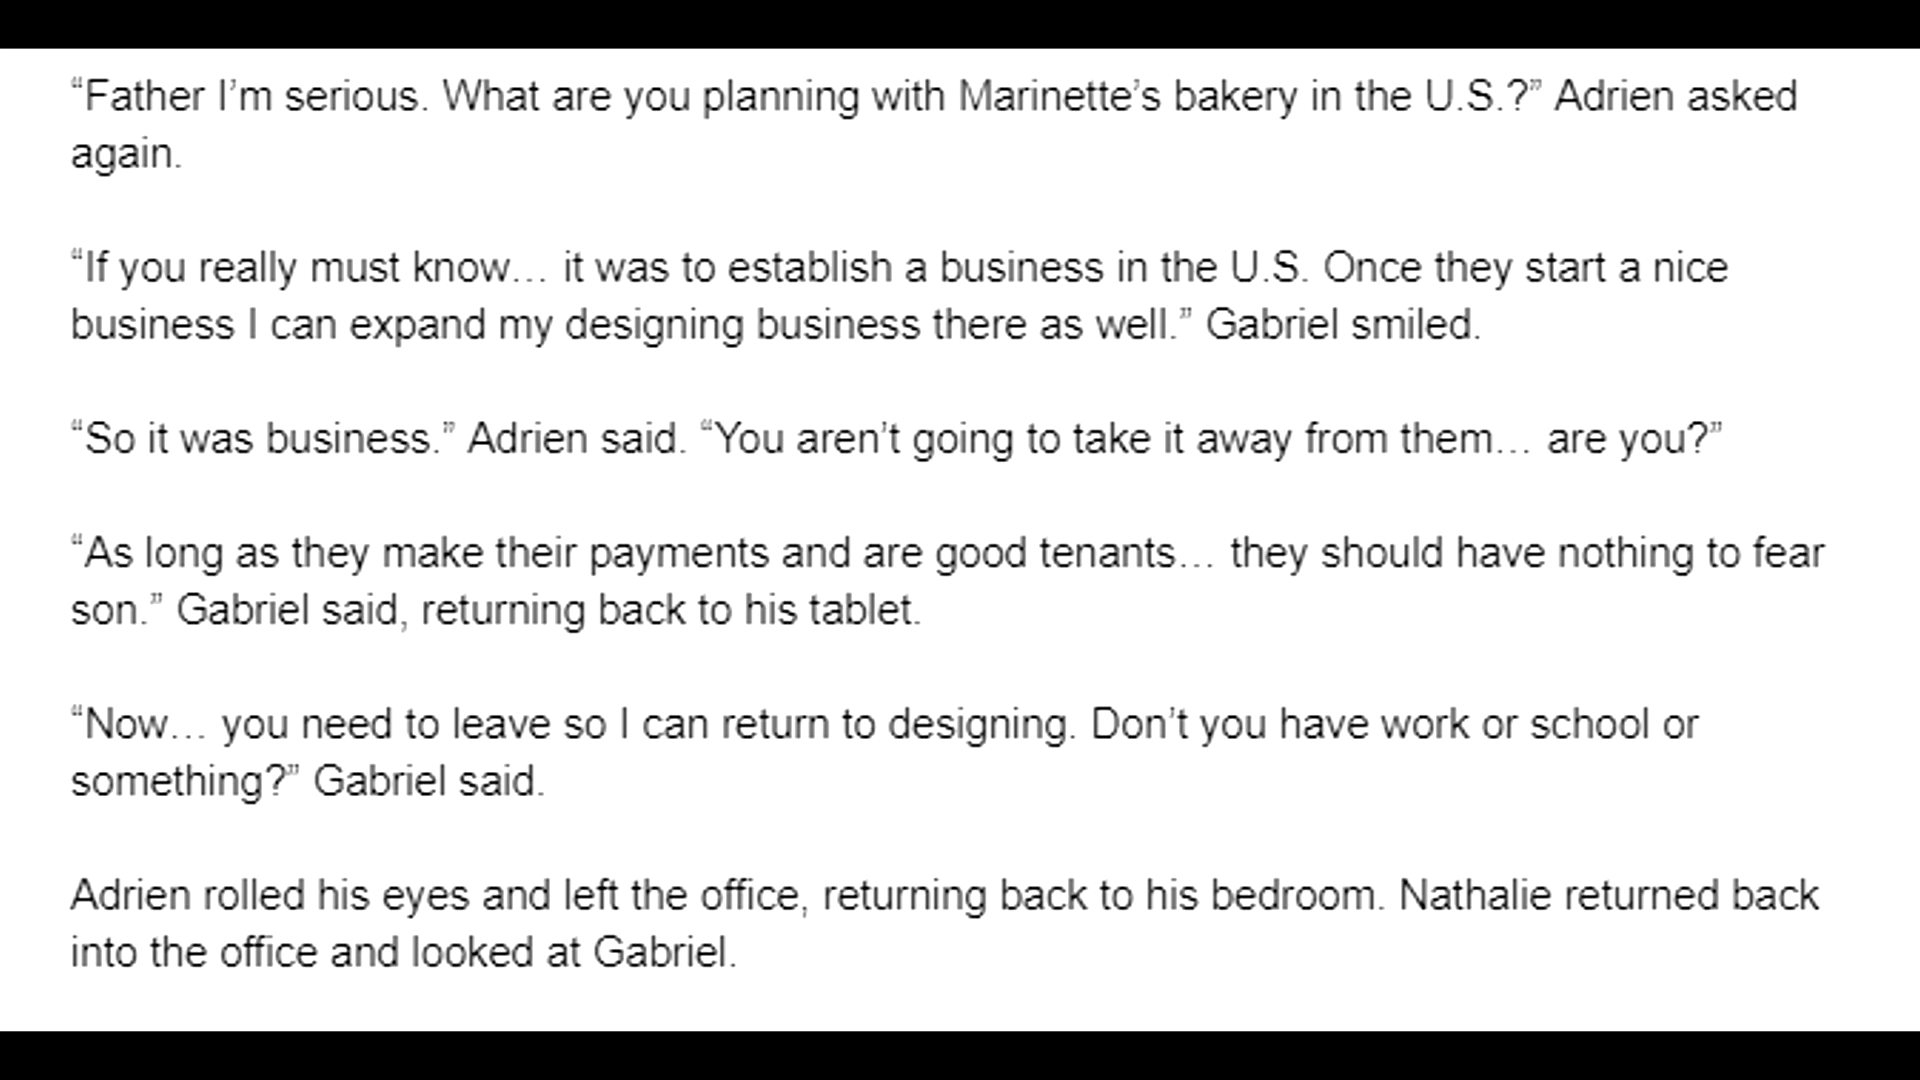 “Father I’m serious. What are you planning with Marinette’s bakery in the U.S.?” Adrien asked
again.
“If you really must know… it was to establish a business in the U.S. Once they start a nice
business I can expand my designing business there as well.” Gabriel smiled.
“So it was business.” Adrien said. “You aren’t going to take it away from them… are you?”
“As long as they make their payments and are good tenants… they should have nothing to fear
son.” Gabriel said, returning back to his tablet.
“Now… you need to leave so I can return to designing. Don’t you have work or school or
something?” Gabriel said.
Adrien rolled his eyes and left the office, returning back to his bedroom. Nathalie returned back
into the office and looked at Gabriel.